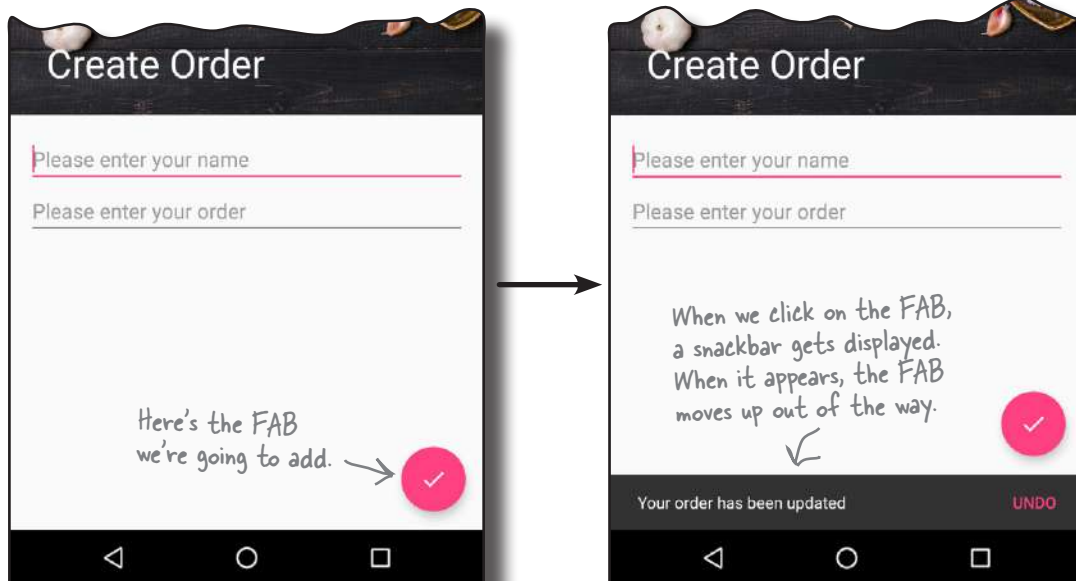 Create Order
Please enter your name
Please enter your order
Here's the FAB
we're going to add.
Create Order
Please enter your name
Please enter your order
When we click on the FAB,
a snackbar gets displayed.
When it appears, the FAB
moves up out of the way.
Your order has been updated UNDO